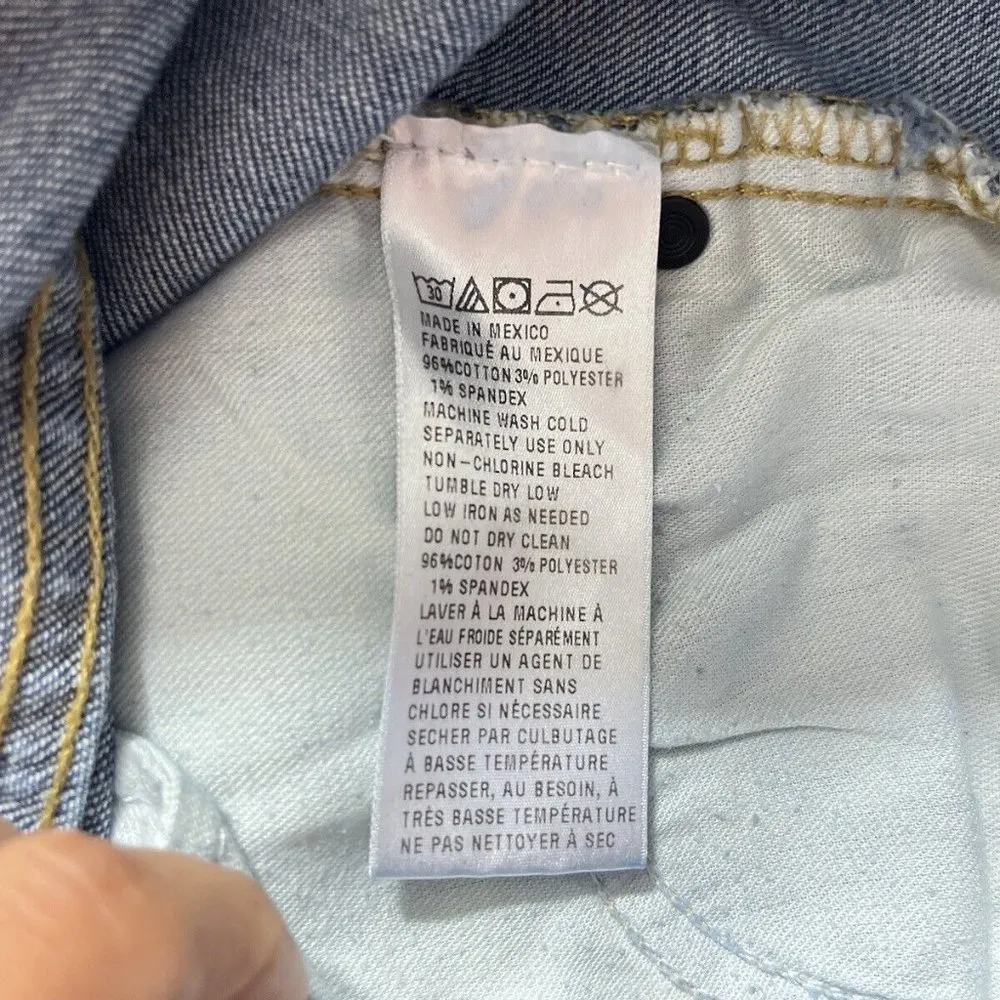 30
MADE IN MEXICO
FABRIQUÉ AU MEXIQUE
96%COTTON 3% POLYESTER
1% SPANDEX
MACHINE WASH COLD
SEPARATELY USE ONLY
NON-CHLORINE BLEACH
TUMBLE DRY LOW
LOW IRON AS NEEDED
DO NOT DRY CLEAN
96%COTON 3% POLYESTER
1% SPANDEX
LAVER À LA MACHINE À
L'EAU FROIDE SÉPARÉMENT
UTILISER UN AGENT DE
BLANCHIMENT SANS
CHLORE SI NÉCESSAIRE
SECHER PAR CULBUTAGE
À BASSE TEMPÉRATURE
REPASSER, AU BESOIN, À
TRÈS BASSE TEMPÉRATURE
NE PAS NETTOYER À SEC